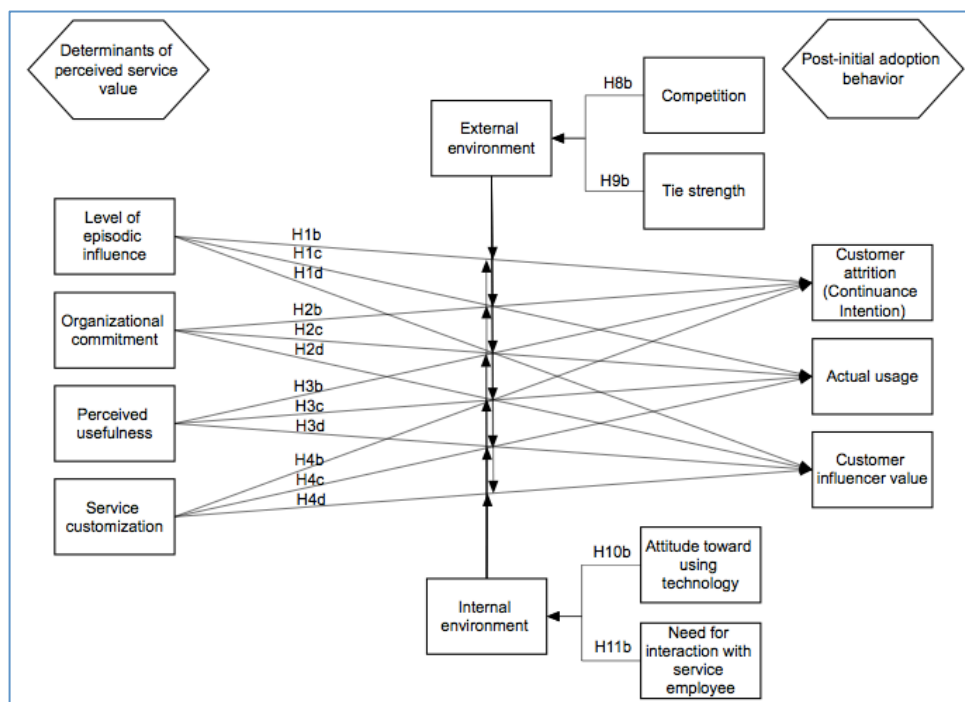 Determinants of
perceived service
value
Post-initial adoption
behavior
H8b
Competition
External
environment
H9b
Tie strength
Level of
episodic
influence
H1b
H1c
H1d
Customer
attrition
(Continuance
Intention)
Organizational
commitment
H2b
H2c
H2d
Actual usage
Perceived
usefulness
H3b
H3c
H3d
Customer
influencer value
Service
customization
H4b
H4c
H4d
H10b
Attitude toward
using
technology
Internal
environment
H11b
Need for
interaction with
service
employee